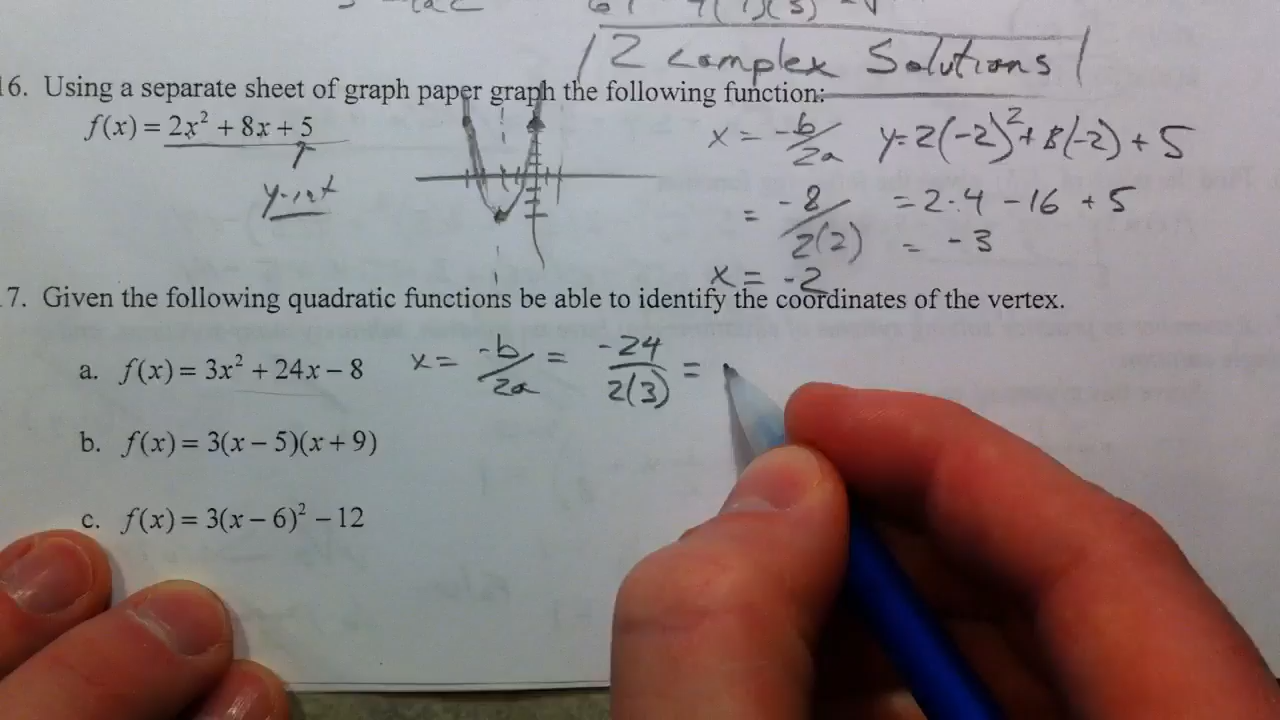 2 Complex Solutions
16. Using a separate sheet of graph paper graph the following function:
f(x) = 2x² + 8x + 5
y-int
x = -b/2a
= -8/2(2)
x = -2
y = 2(-2)² + 8(-2) + 5
= 2·4 - 16 + 5
= -3
7. Given the following quadratic functions be able to identify the coordinates of the vertex.
a. f(x) = 3x² + 24x – 8 x = -b/2a = -24/2(3) =
b. f(x) = 3(x – 5)(x + 9)
c. f(x) = 3(x – 6)² – 12